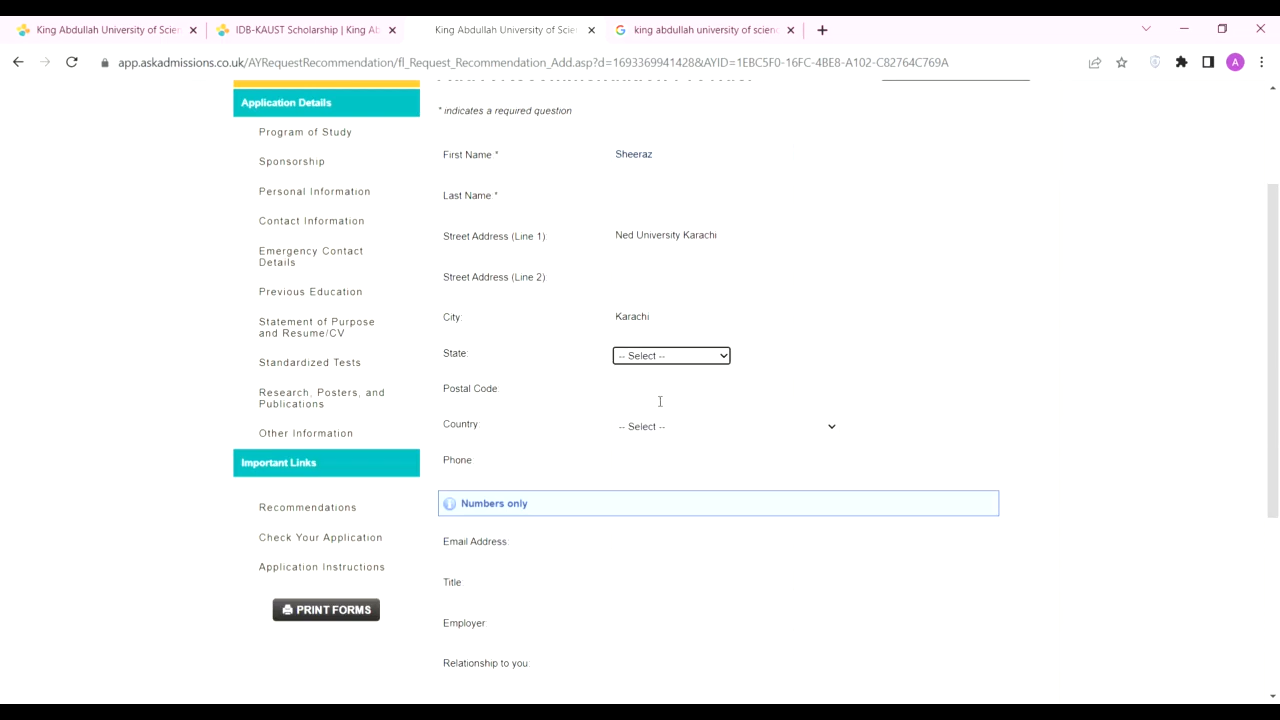 King Abdullah University of Scien
IDB-KAUST Scholarship | King Ab
King Abdullah University of Scien
king abdullah university of scienc
app.askadmissions.co.uk/AYRequestRecommendation/fl_Request_Recommendation_Add.asp?d=1693369941428&AYID=1EBC5F0-16FC-4BE8-A102-C82764C769A
A
Application Details
* indicates a required question
Program of Study
First Name *
Sheeraz
Sponsorship
Personal Information
Last Name *
Contact Information
Street Address (Line 1):
Ned University Karachi
Emergency Contact
Details
Street Address (Line 2):
Previous Education
City:
Karachi
Statement of Purpose
and Resume/CV
State:
-- Select --
Standardized Tests
Postal Code:
Research, Posters, and
Publications
Country:
-- Select --
Other Information
Phone
Important Links
Numbers only
Recommendations
Check Your Application
Email Address:
Application Instructions
Title:
PRINT FORMS
Employer
Relationship to you: